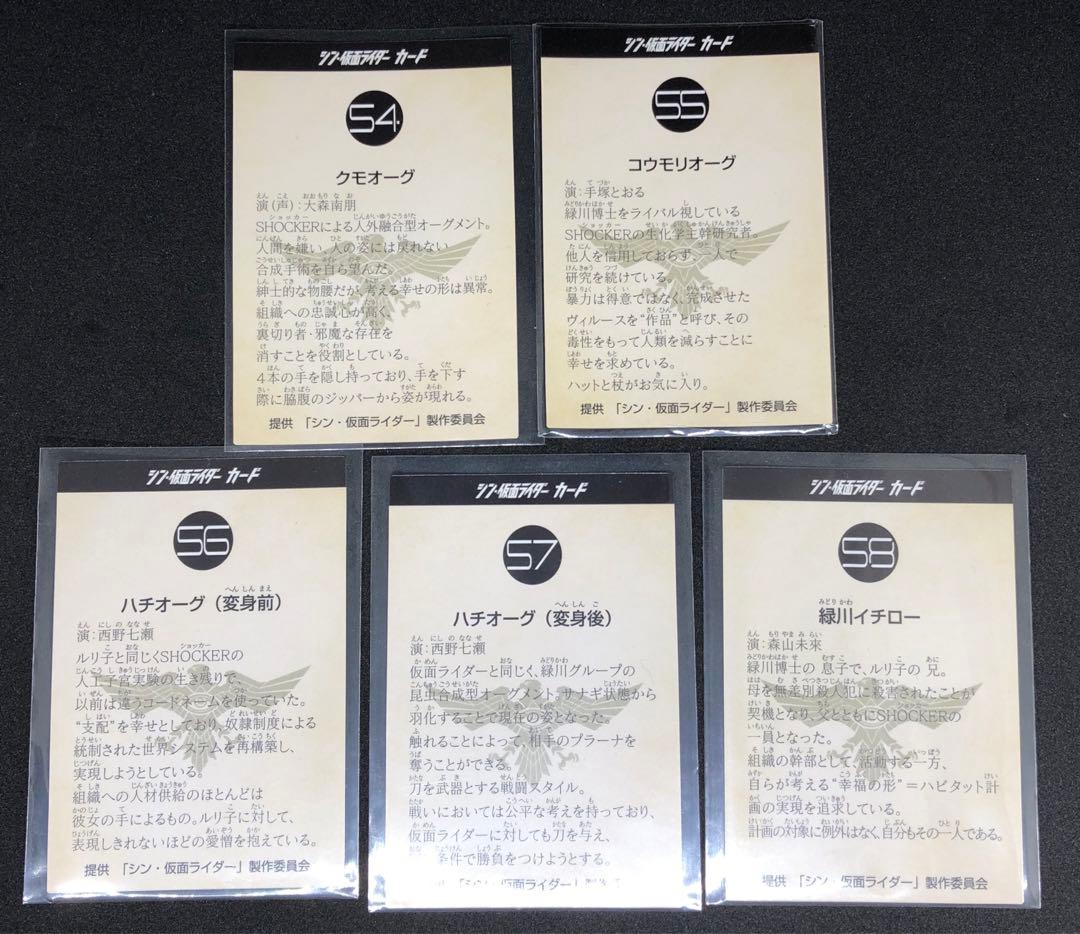 シン・仮面ライダー カード
54
クモオーグ
演(声):大森南朋
SHOCKERによる人外融合型オーグメント。
人間を嫌い、人の姿には戻れない
合成手術を自ら望んだ。
紳士的な物腰だが、考える幸せの形は異常。
組織への忠誠心が高く、
裏切り者・邪魔な存在を
消すことを役割としている。
4本の手を隠し持っており、手を下す
際に脇腹のジッパーから姿が現れる。
提供 「シン・仮面ライダー」製作委員会
シン・仮面ライダー カード
55
コウモリオーグ
演:手塚とおる
緑川博士をライバル視している
SHOCKERの生化学主幹研究者。
他人を信用しておらず、一人で
研究を続けている。
暴力は得意ではなく、完成させた
ヴィルースを“作品”と呼び、その
毒性をもって人類を減らすことに
幸せを求めている。
ハットと杖がお気に入り。
提供 「シン・仮面ライダー」製作委員会
シン・仮面ライダー カード
56
ハチオーグ(変身前)
演:西野七瀬
ルリ子と同じくSHOCKERの
人工子宮実験の生き残りで、
以前は違うコードネームを使っていた。
“支配”を幸せとしており、奴隷制度による
統制された世界システムを再構築し、
実現しようとしている。
組織への人材供給のほとんどは
彼女の手によるもの。ルリ子に対して、
表現しきれないほどの愛憎を抱えている。
提供 「シン・仮面ライダー」製作委員会
シン・仮面ライダー カード
57
ハチオーグ(変身後)
演:西野七瀬
仮面ライダーと同じく、緑川グループの
昆虫合成型オーグメント。サナギ状態から
羽化することで現在の姿となった。
触れることによって、相手のプラーナを
奪うことができる。
刀を武器とする戦闘スタイル。
戦いにおいては公平な考えを持っており、
仮面ライダーに対しても刀を与え、
条件で勝負をつけようとする。
「シン・仮面ライダー」製作委員会
シン・仮面ライダー カード
58
緑川イチロー
演:森山未來
緑川博士の息子で、ルリ子の兄。
母を無差別殺人犯に殺害されたことが
契機となり、父とともにSHOCKERの
一員となった。
組織の幹部として、活動する一方、
自らが考える“幸福の形”=ハビタット計
画の実現を追求している。
計画の対象に例外はなく、自分もその一人である。
提供 「シン・仮面ライダー」製作委員会